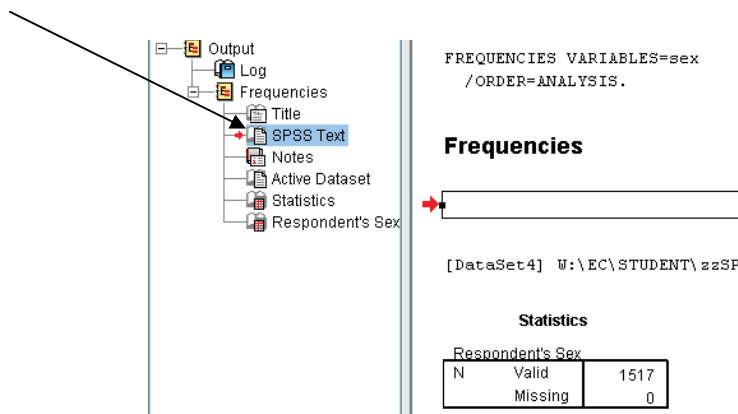 Output
Log
Frequencies
Title
SPSS Text
Notes
Active Dataset
Statistics
Respondent's Sex
FREQUENCIES VARIABLES=sex
/ORDER=ANALYSIS.
Frequencies
[DataSet4] W:\EC\STUDENT\zzSP
Statistics
Respondent's Sex
N Valid 1517
Missing 0